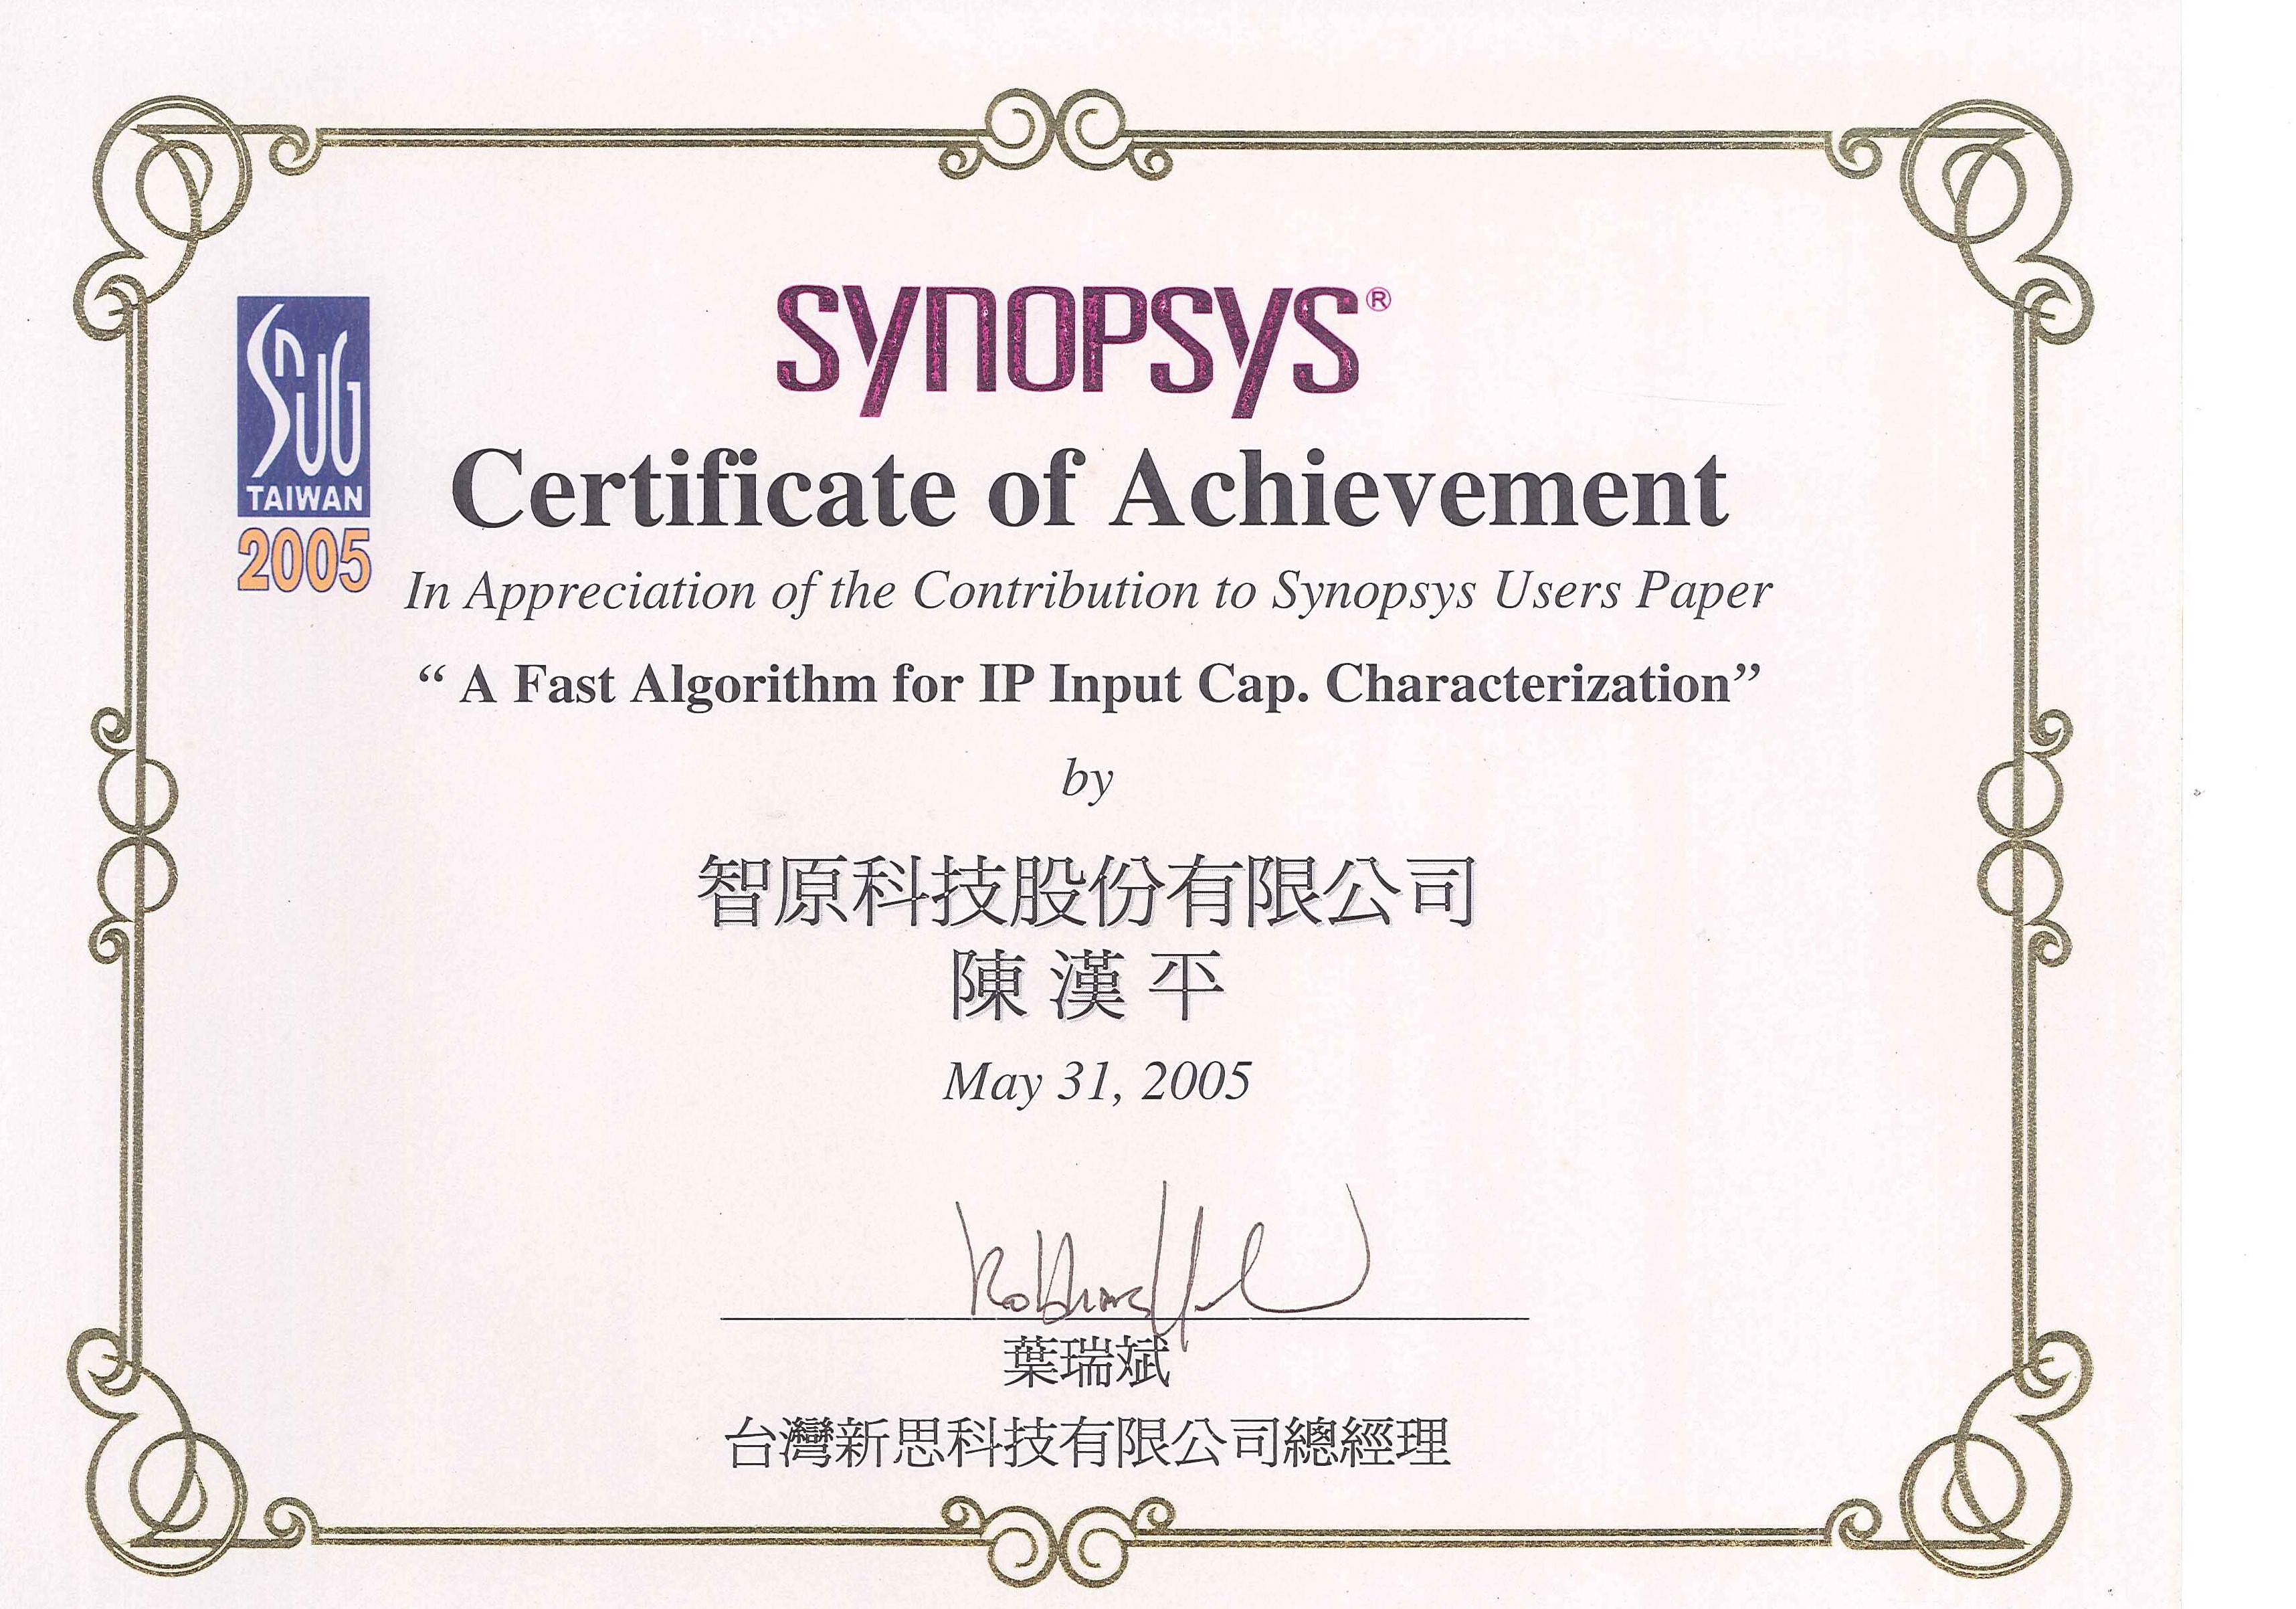 SYNOPSYS®
SNUG
TAIWAN
2005
Certificate of Achievement
In Appreciation of the Contribution to Synopsys Users Paper
“ A Fast Algorithm for IP Input Cap. Characterization”
by
智原科技股份有限公司
陳 漢 平
May 31, 2005
葉瑞斌
台灣新思科技有限公司總經理